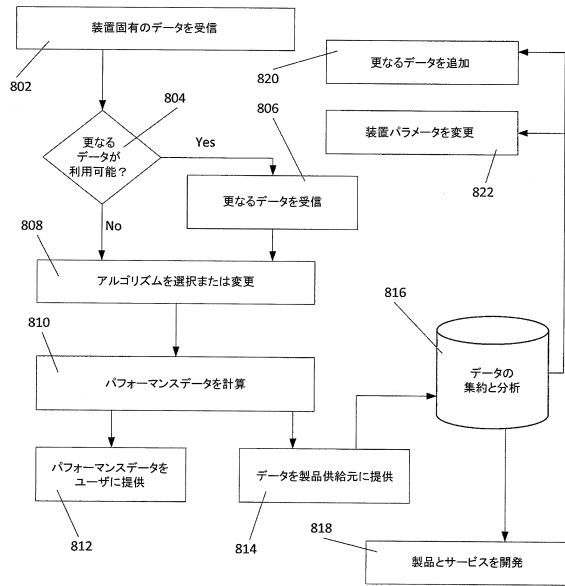 装置固有のデータを受信
802
804
更なる
データが
利用可能？
Yes
No
806
更なるデータを受信
808
アルゴリズムを選択または変更
810
パフォーマンスデータを計算
パフォーマンスデータを
ユーザに提供
812
データを製品供給元に提供
814
816
データの
集約と分析
818
製品とサービスを開発
820
更なるデータを追加
装置パラメータを変更
822